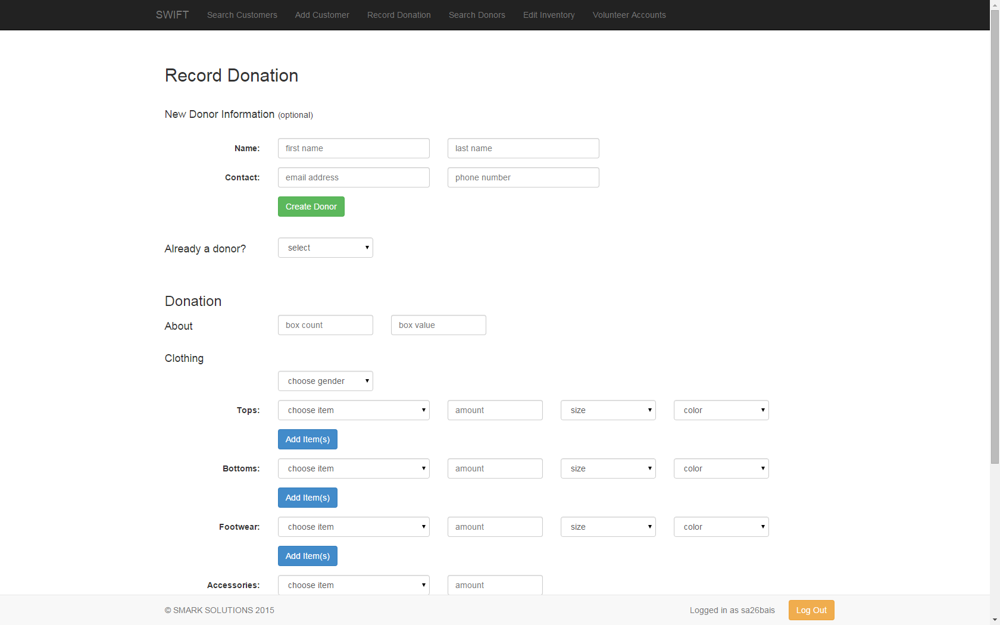 SWIFT Search Customers Add Customer Record Donation Search Donors Edit Inventory Volunteer Accounts
Record Donation
New Donor Information (optional)
Name: first name last name
Contact: email address phone number
Create Donor
Already a donor? select
Donation
About box count box value
Clothing
choose gender
Tops: choose item amount size color
Add Item(s)
Bottoms: choose item amount size color
Add Item(s)
Footwear: choose item amount size color
Add Item(s)
Accessories: choose item amount
© SMARK SOLUTIONS 2015 Logged in as sa26bais Log Out